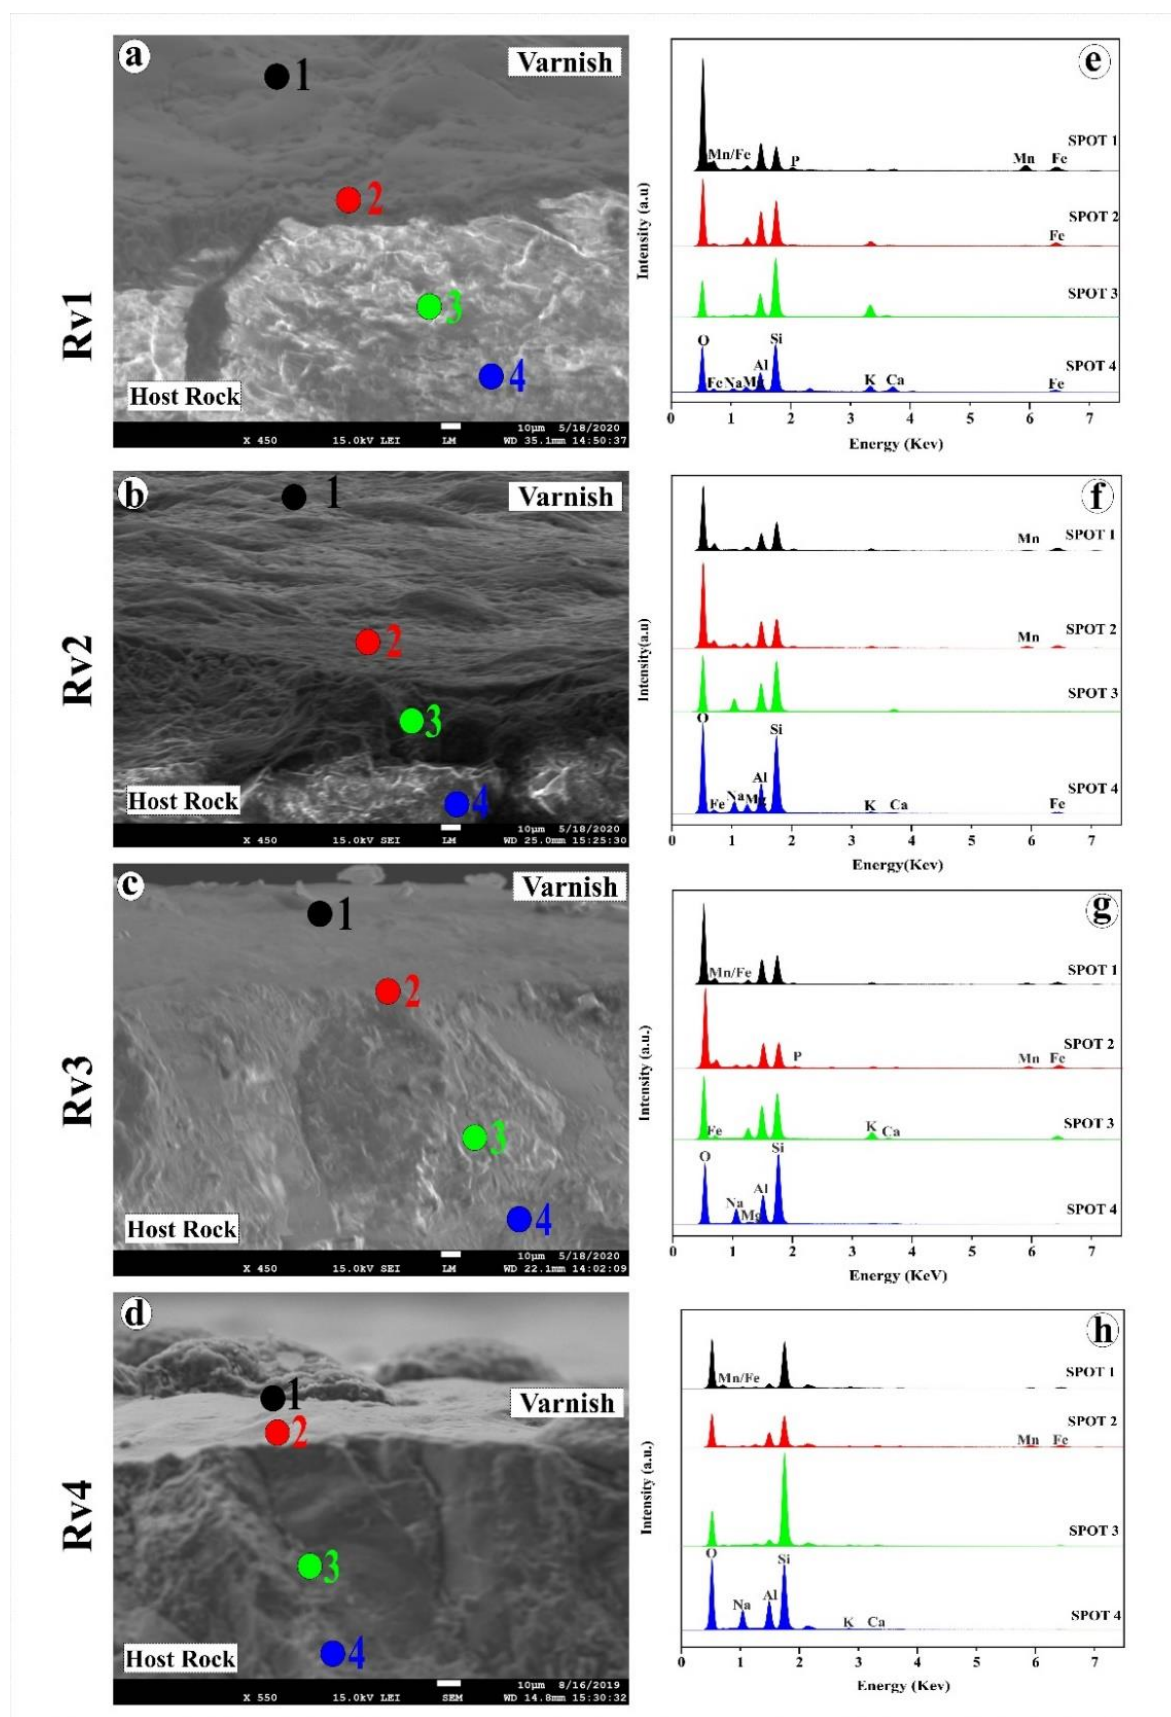 Rv1
a
1
Varnish
2
3
4
Host Rock
10μm 5/18/2020
X 450 15.0kV LEI LM WD 35.1mm 14:50:37
e
SPOT 1
Mn/Fe P Mn Fe
SPOT 2
Fe
SPOT 3
O Si
SPOT 4
Al
Fe Na Mg K Ca Fe
0 1 2 3 4 5 6 7
Energy (Kev)
Intensity (a.u)
Rv2
b
1
Varnish
2
3
4
Host Rock
10μm 5/18/2020
X 450 15.0kV SEI LM WD 25.0mm 15:25:30
f
SPOT 1
Mn
SPOT 2
Mn
SPOT 3
O Si
Al
SPOT 4
Fe Na Mg K Ca Fe
0 1 2 3 4 5 6 7
Energy(Kev)
Intensity(a.u)
Rv3
c
1
Varnish
2
3
4
Host Rock
10μm 5/18/2020
X 450 15.0kV SEI LM WD 22.1mm 14:02:09
g
SPOT 1
Mn/Fe
SPOT 2
P Mn Fe
SPOT 3
Fe K Ca
O Si
Al
SPOT 4
Na Mg
0 1 2 3 4 5 6 7
Energy (KeV)
Intensity (a.u.)
Rv4
d
1
Varnish
2
3
4
Host Rock
10μm 8/16/2019
X 550 15.0kV SEM WD 14.8mm 15:30:32
h
SPOT 1
Mn/Fe
SPOT 2
Mn Fe
SPOT 3
O Si
Na Al
SPOT 4
K Ca
0 1 2 3 4 5 6 7
Energy (Kev)
Intensity (a.u.)